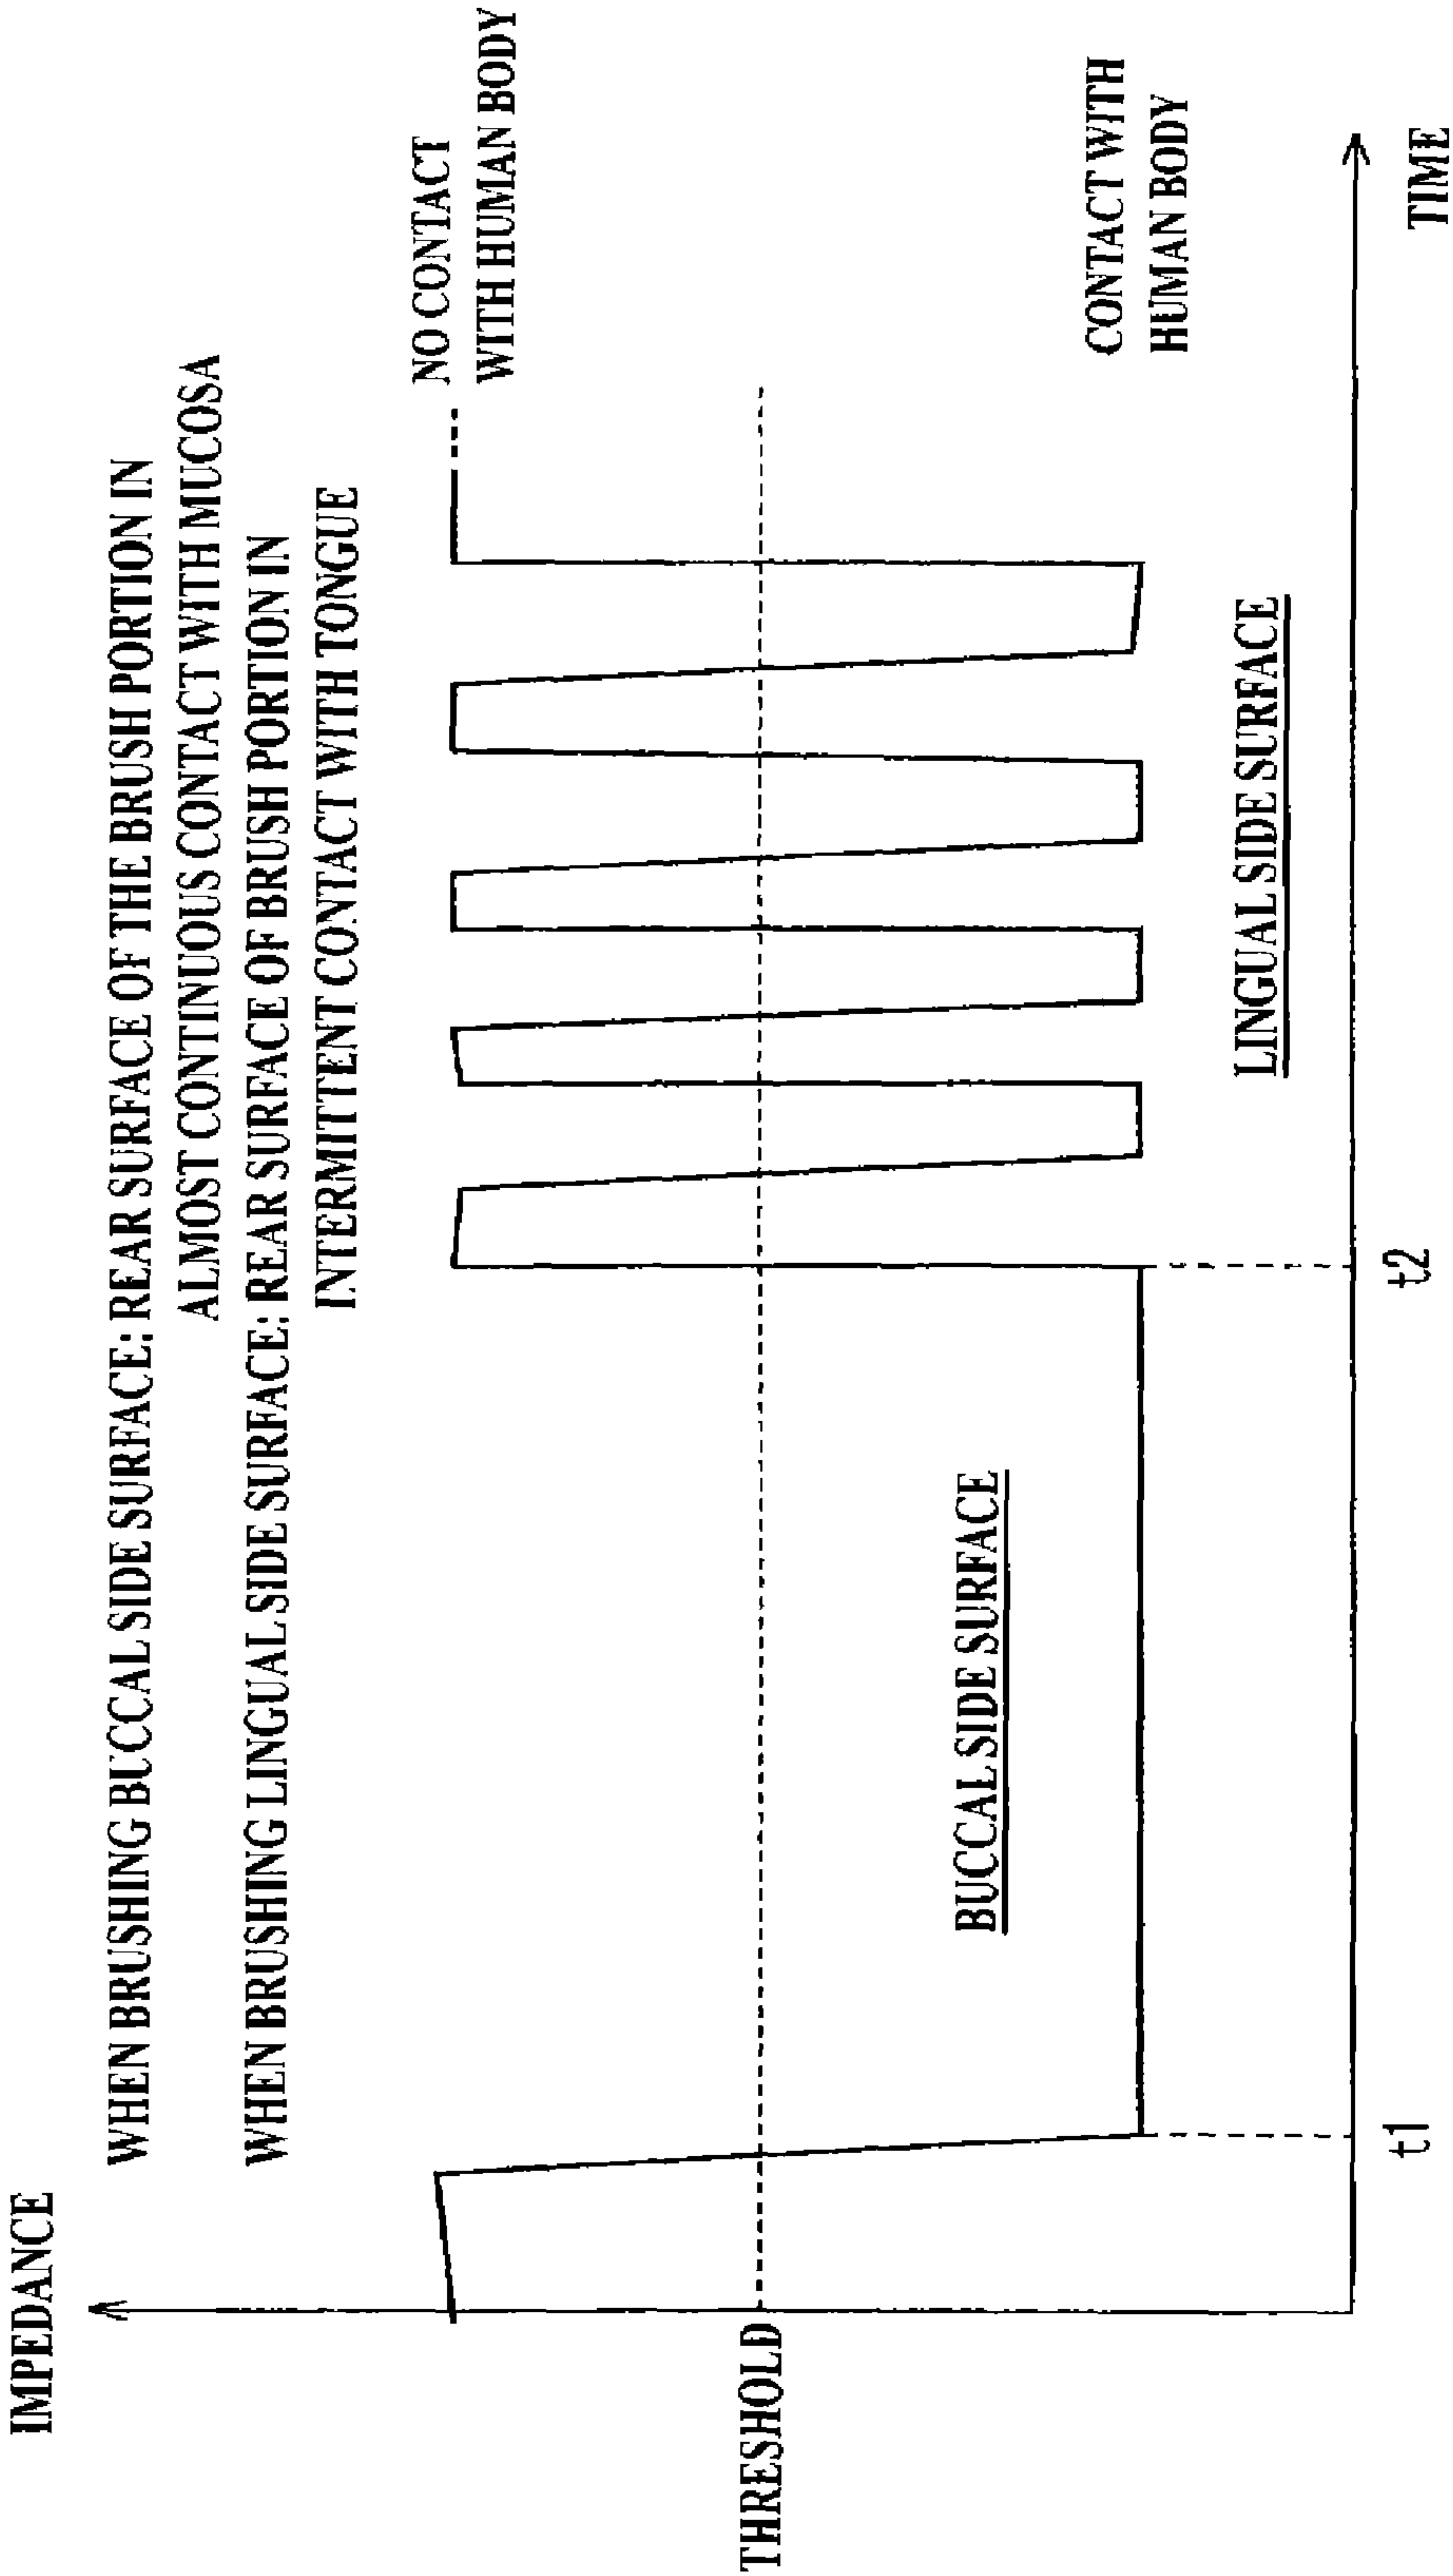 IMPEDANCE
WHEN BRUSHING BUCCAL SIDE SURFACE: REAR SURFACE OF THE BRUSH PORTION IN
ALMOST CONTINUOUS CONTACT WITH MUCOSA
WHEN BRUSHING LINGUAL SIDE SURFACE: REAR SURFACE OF BRUSH PORTION IN
INTERMITTENT CONTACT WITH TONGUE
NO CONTACT
WITH HUMAN BODY
THRESHOLD
BUCCAL SIDE SURFACE
CONTACT WITH
HUMAN BODY
LINGUAL SIDE SURFACE
t1
t2
TIME